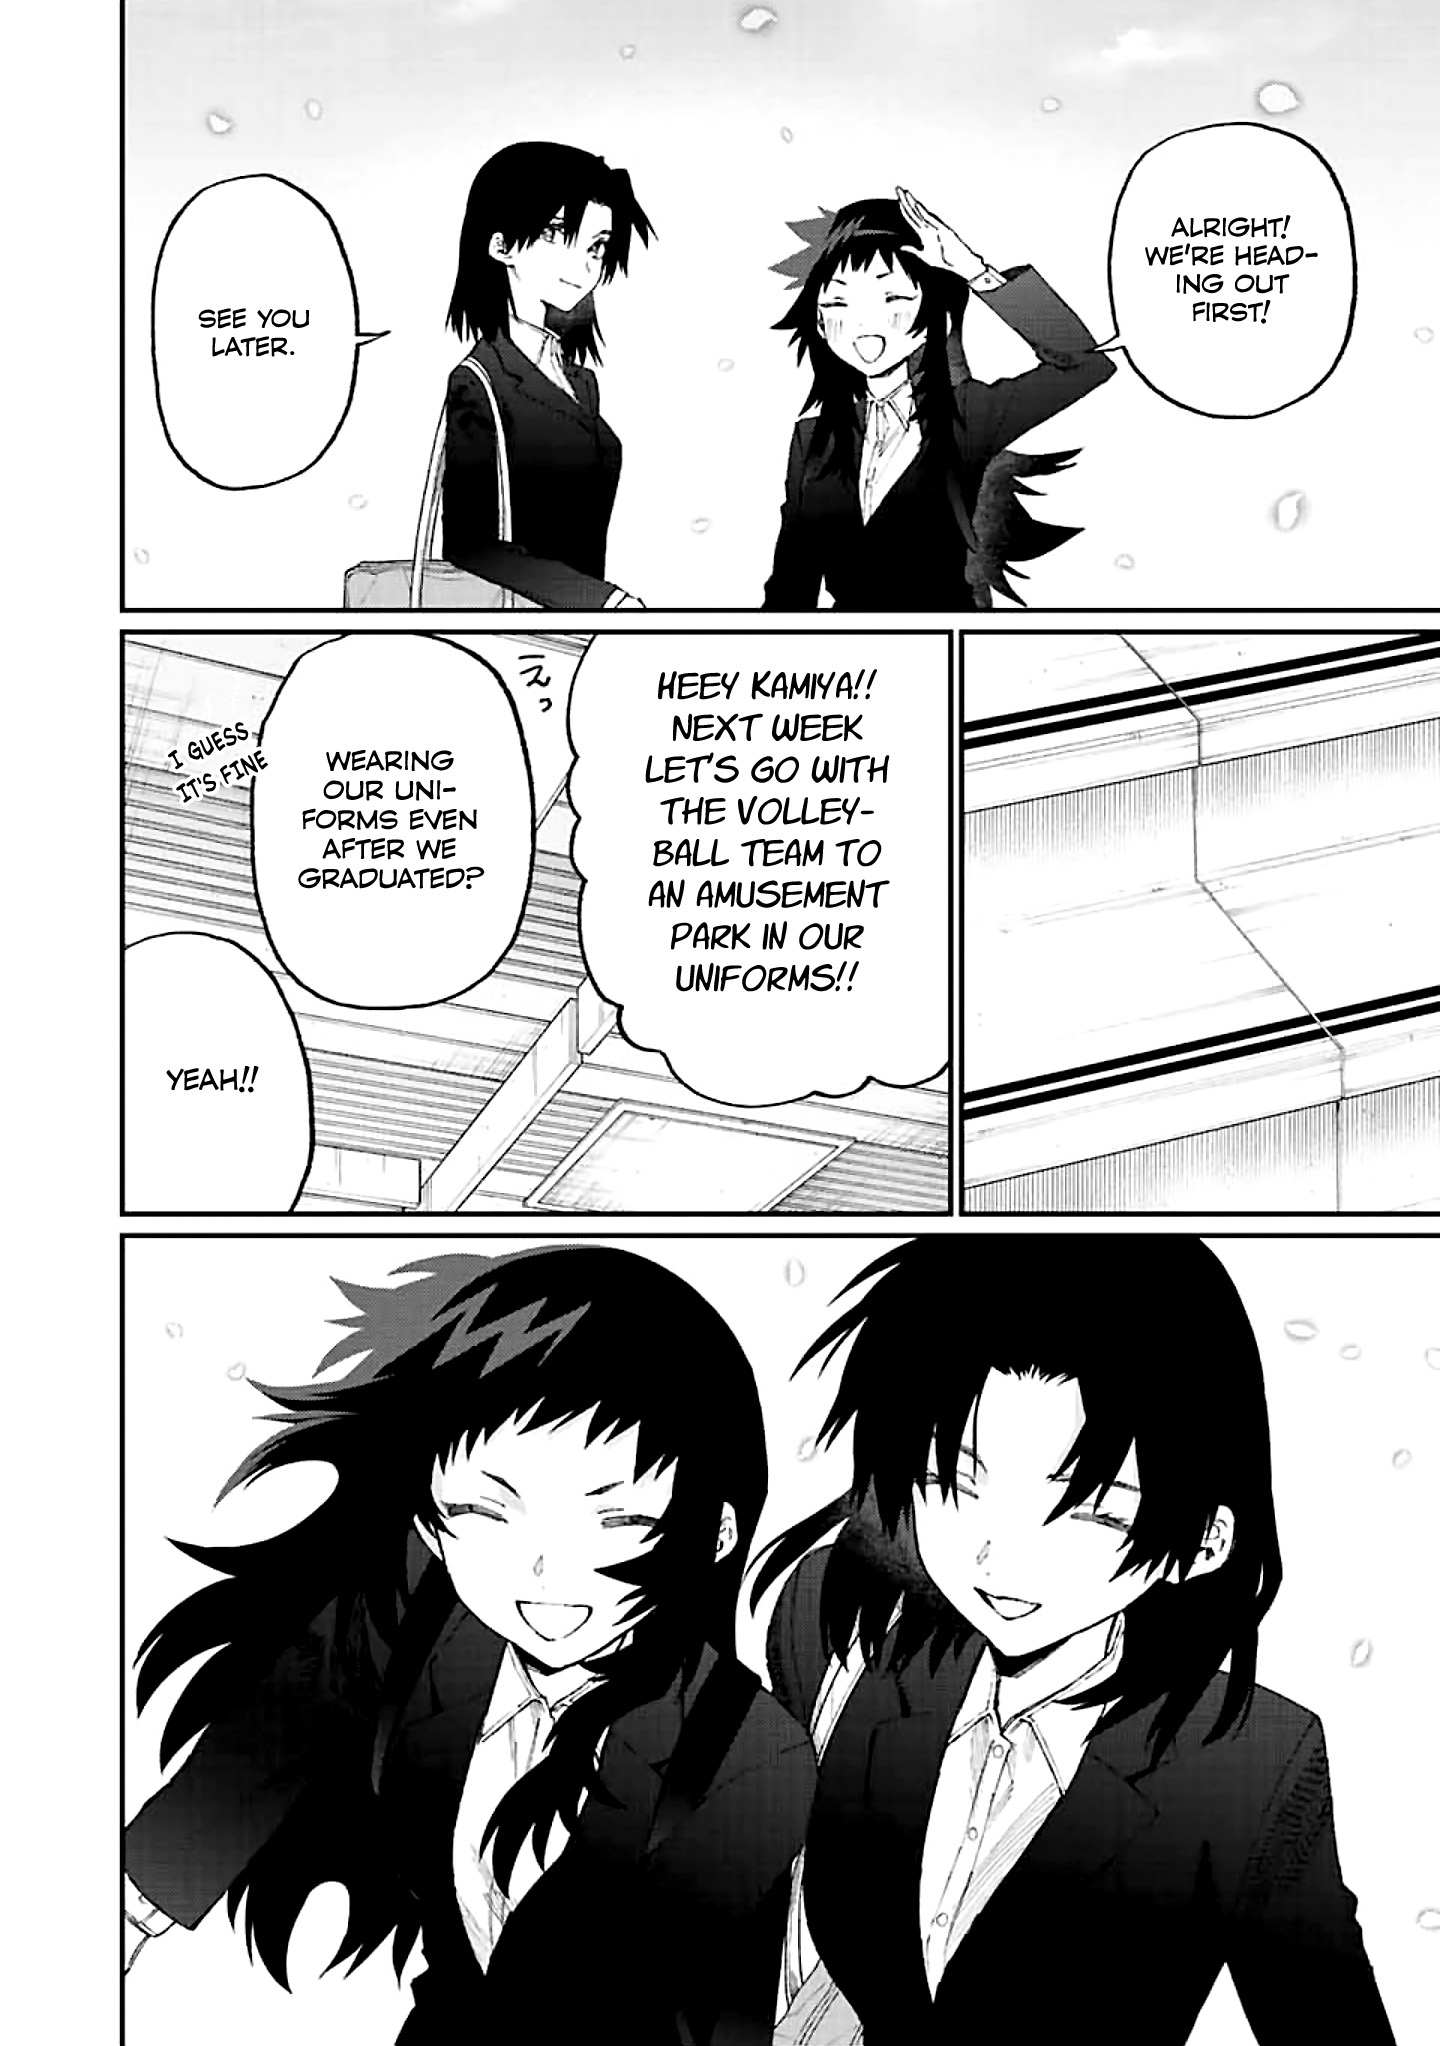 ALRIGHT!
WE'RE HEAD-
ING OUT
FIRST!
SEE YOU
LATER.
HEEY KAMIYA!!
NEXT WEEK
LET'S GO WITH
THE VOLLEY-
BALL TEAM TO
AN AMUSEMENT
PARK IN OUR
UNIFORMS!!
えっ
WEARING
OUR UNI-
FORMS EVEN
AFTER WE
GRADUATED?
I GUESS
IT'S FINE
YEAH!!